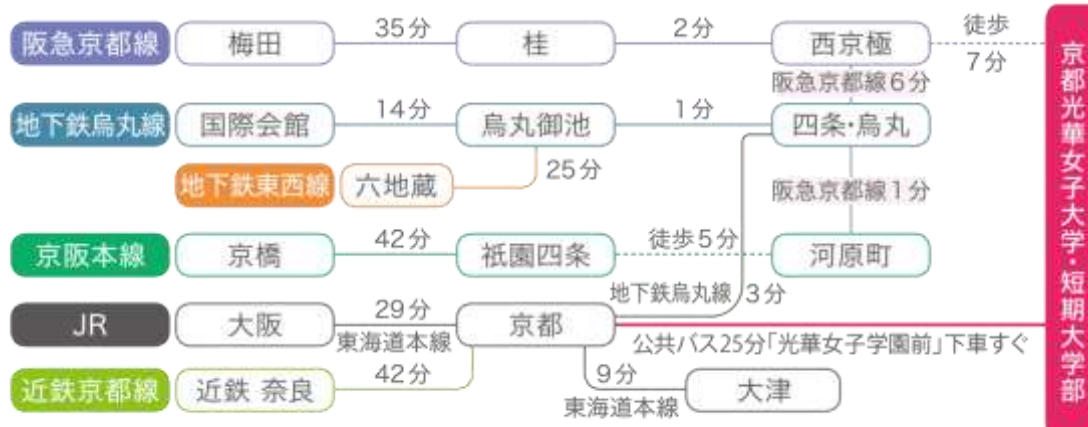 阪急京都線 梅田 35分 桂 2分 西京極 徒歩 7分
阪急京都線6分
地下鉄烏丸線 国際会館 14分 烏丸御池 1分 四条・烏丸
地下鉄東西線 六地蔵 25分
阪急京都線1分
京阪本線 京橋 42分 祇園四条 徒歩5分 河原町
地下鉄烏丸線 3分
JR 大阪 29分 東海道本線 京都
公共バス25分「光華女子学園前」下車すぐ
近鉄京都線 近鉄 奈良 42分
9分 東海道本線 大津
京都光華女子大学・短期大学部